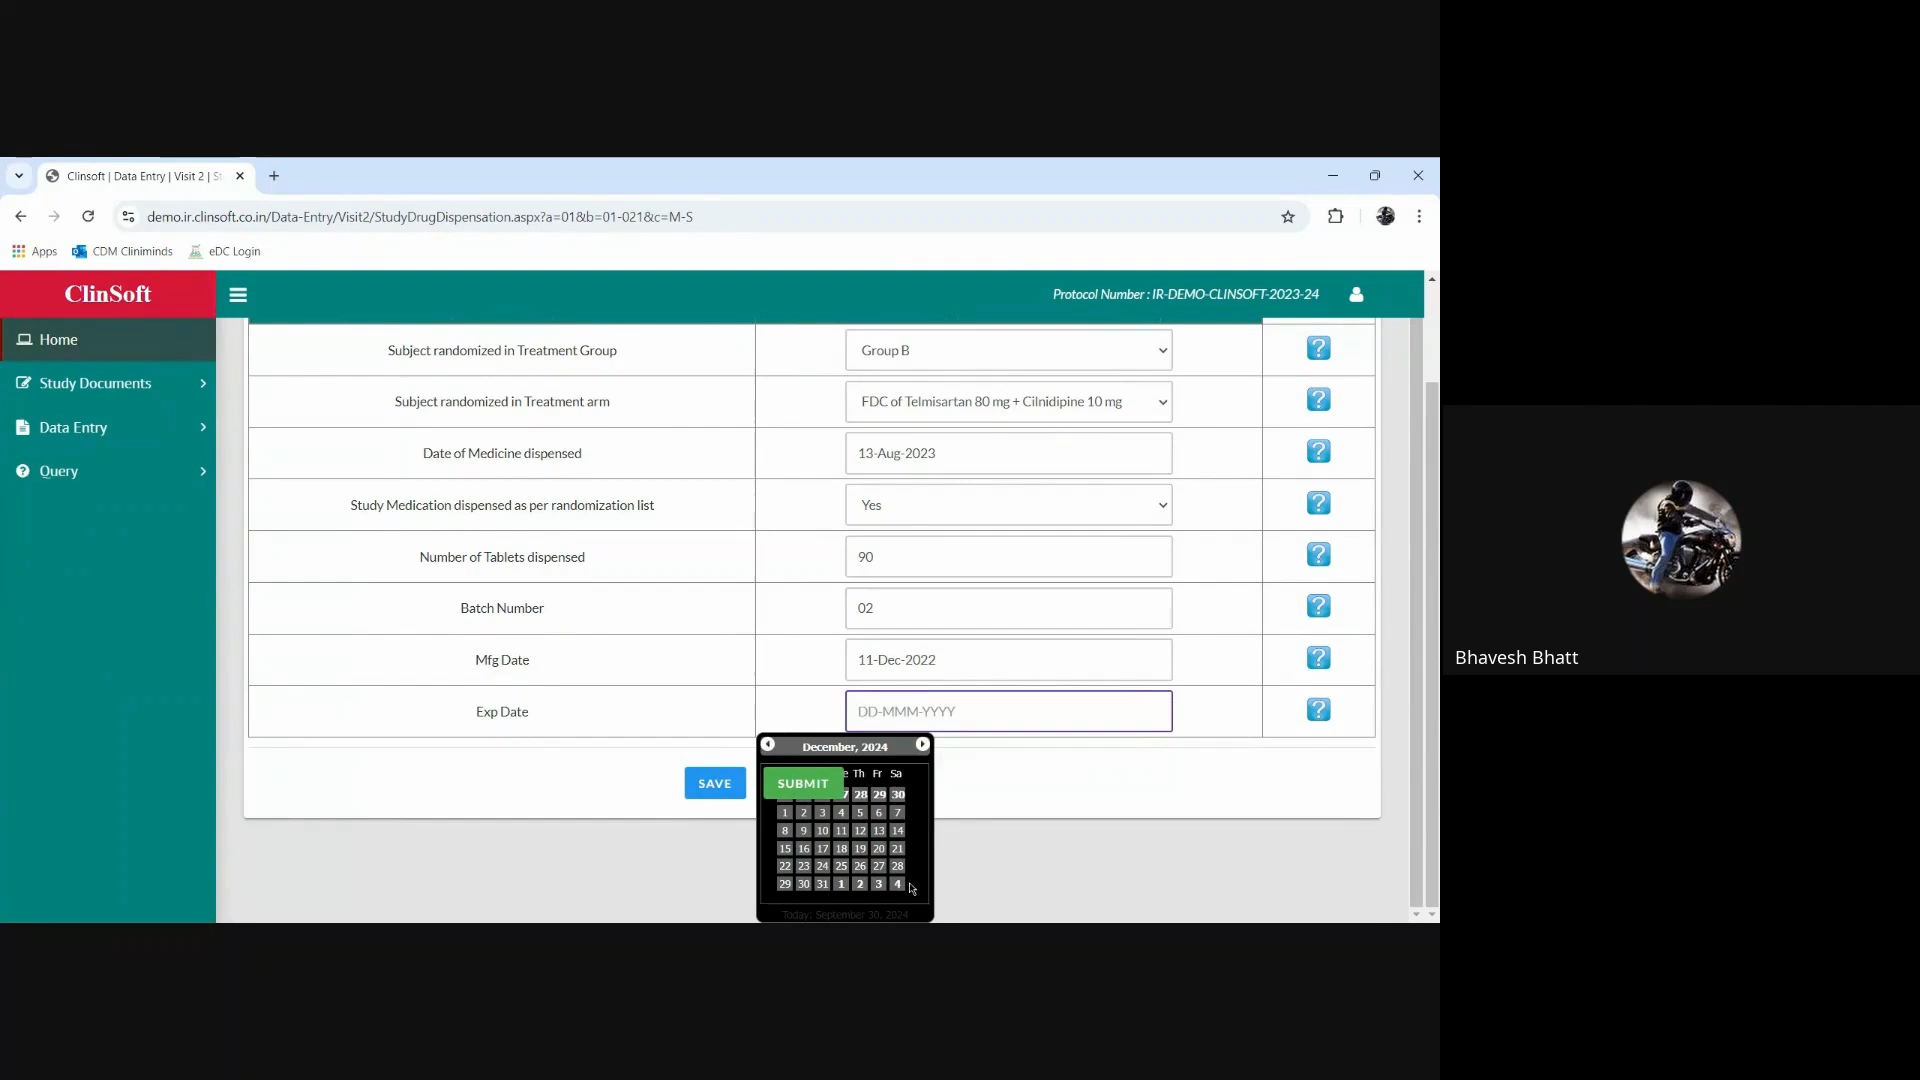 Clinsoft | Data Entry | Visit 2 | St
demo.ir.clinsoft.co.in/Data-Entry/Visit2/StudyDrugDispensation.aspx?a=01&b=01-021&c=M-S
Apps CDM Cliniminds eDC Login
ClinSoft
Protocol Number : IR-DEMO-CLINSOFT-2023-24
Home
Study Documents
Data Entry
Query
Subject randomized in Treatment Group Group B
Subject randomized in Treatment arm FDC of Telmisartan 80 mg + Cilnidipine 10 mg
Date of Medicine dispensed 13-Aug-2023
Study Medication dispensed as per randomization list Yes
Number of Tablets dispensed 90
Batch Number 02
Mfg Date 11-Dec-2022
Exp Date DD-MMM-YYYY
December, 2024
SAVE SUBMIT
e Th Fr Sa
7 28 29 30
1 2 3 4 5 6 7
8 9 10 11 12 13 14
15 16 17 18 19 20 21
22 23 24 25 26 27 28
29 30 31 1 2 3 4
Today: September 30, 2024
Bhavesh Bhatt